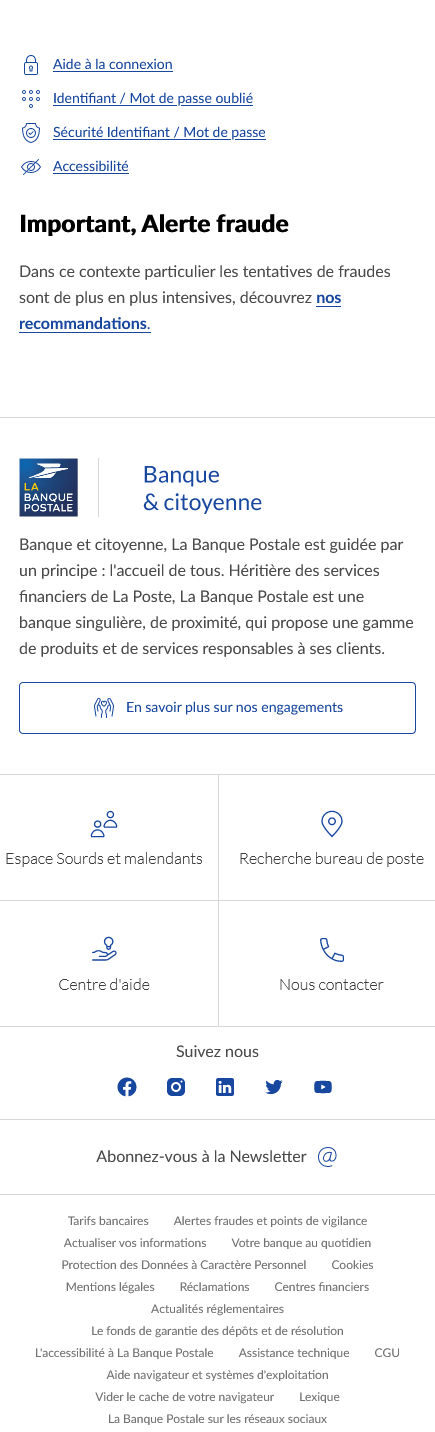 Aide à la connexion
Identifiant / Mot de passe oublié
Sécurité Identifiant / Mot de passe
Accessibilité
Important, Alerte fraude
Dans ce contexte particulier les tentatives de fraudes
sont de plus en plus intensives, découvrez nos
recommandations.
LA
BANQUE
POSTALE
Banque
& citoyenne
Banque et citoyenne, La Banque Postale est guidée par
un principe : l'accueil de tous. Héritière des services
financiers de La Poste, La Banque Postale est une
banque singulière, de proximité, qui propose une gamme
de produits et de services responsables à ses clients.
En savoir plus sur nos engagements
Espace Sourds et malendants
Recherche bureau de poste
Centre d'aide
Nous contacter
Suivez nous
Abonnez-vous à la Newsletter @
Tarifs bancaires Alertes fraudes et points de vigilance
Actualiser vos informations Votre banque au quotidien
Protection des Données à Caractère Personnel Cookies
Mentions légales Réclamations Centres financiers
Actualités réglementaires
Le fonds de garantie des dépôts et de résolution
L'accessibilité à La Banque Postale Assistance technique CGU
Aide navigateur et systèmes d'exploitation
Vider le cache de votre navigateur Lexique
La Banque Postale sur les réseaux sociaux